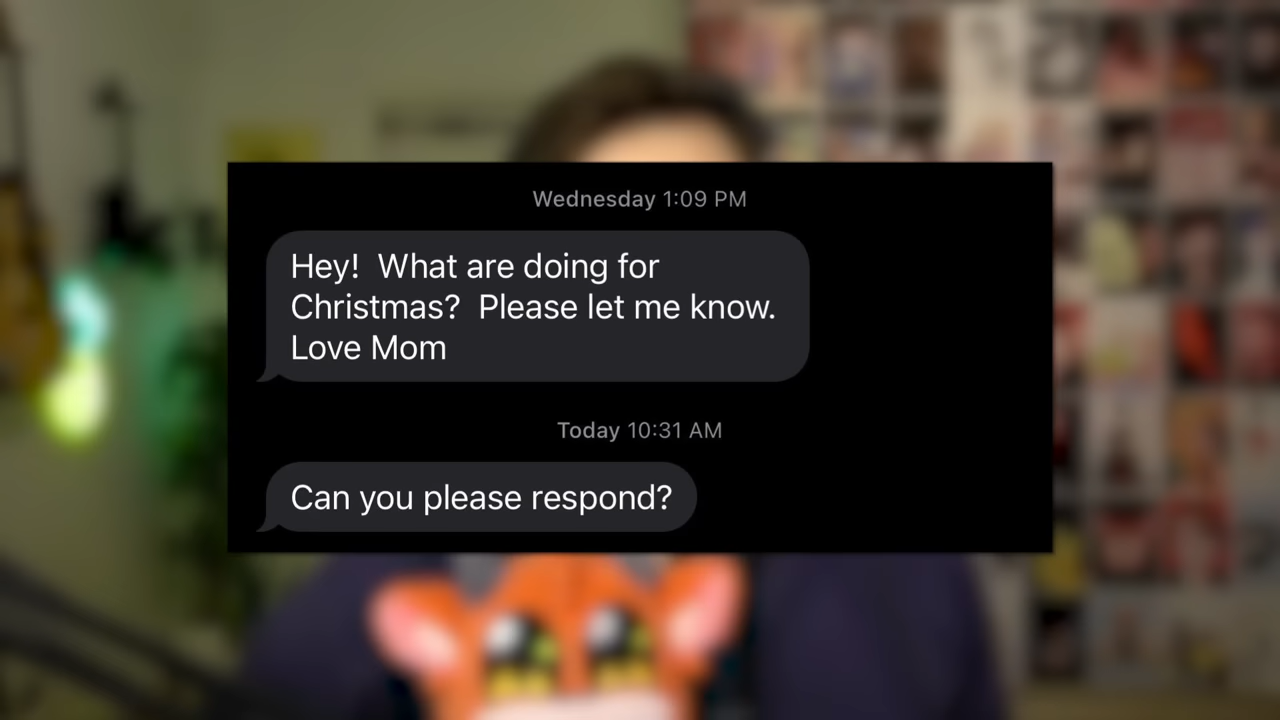 Wednesday 1:09 PM
Hey!  What are doing for
Christmas?  Please let me know.
Love Mom
Today 10:31 AM
Can you please respond?